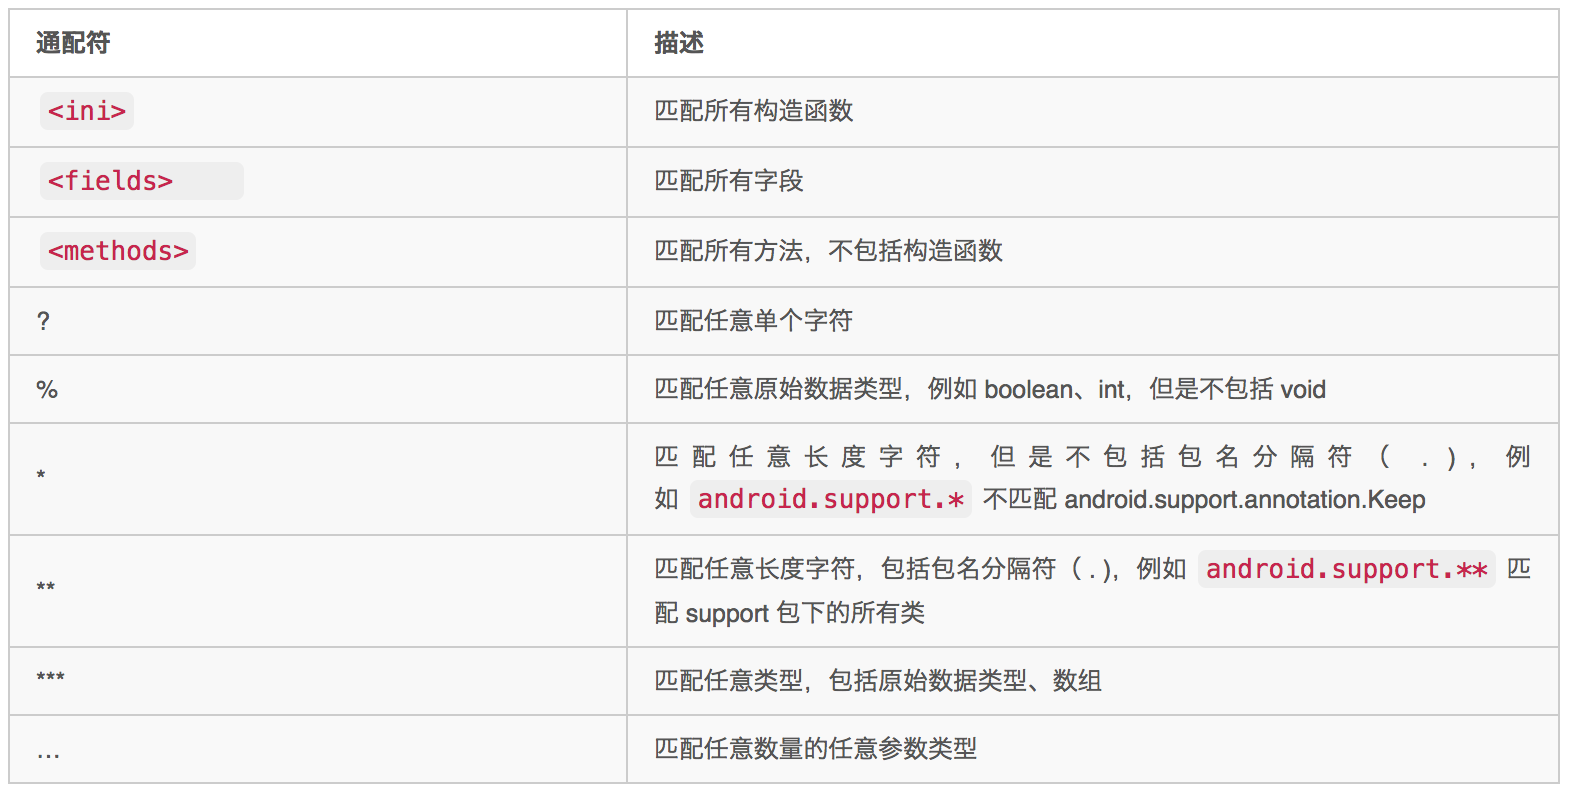 通配符 描述
<ini> 匹配所有构造函数
<fields> 匹配所有字段
<methods> 匹配所有方法，不包括构造函数
? 匹配任意单个字符
% 匹配任意原始数据类型，例如 boolean、int，但是不包括 void
* 匹配任意长度字符，但是不包括包名分隔符（ . )，例
如 android.support.* 不匹配 android.support.annotation.Keep
** 匹配任意长度字符，包括包名分隔符（ . )，例如 android.support.** 匹
配 support 包下的所有类
*** 匹配任意类型，包括原始数据类型、数组
… 匹配任意数量的任意参数类型